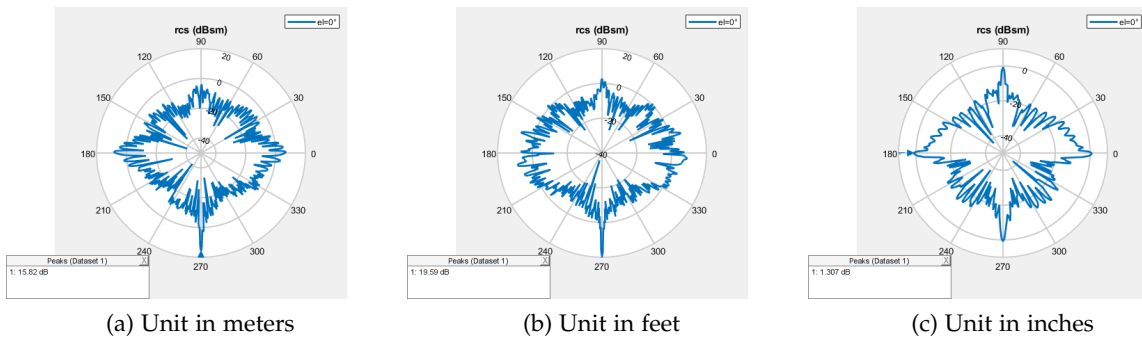 rcs (dBsm)
el=0°
90
120
60
20
0
-20
-40
150
30
180
0
210
330
240
300
270
Peaks (Dataset 1)
X
1: 15.82 dB
(a) Unit in meters
rcs (dBsm)
el=0°
90
120
60
20
0
-20
-40
150
30
180
0
210
330
240
300
270
Peaks (Dataset 1)
X
1: 19.59 dB
(b) Unit in feet
rcs (dBsm)
el=0°
90
120
60
0
-20
-40
150
30
180
0
210
330
240
300
270
Peaks (Dataset 1)
X
1: 1.307 dB
(c) Unit in inches